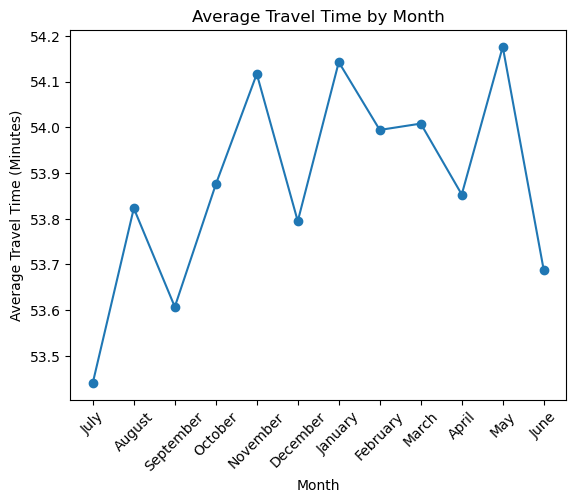 Average Travel Time by Month
Average Travel Time (Minutes)
54.2
54.1
54.0
53.9
53.8
53.7
53.6
53.5
July
August
September
October
November
December
January
February
March
April
May
June
Month